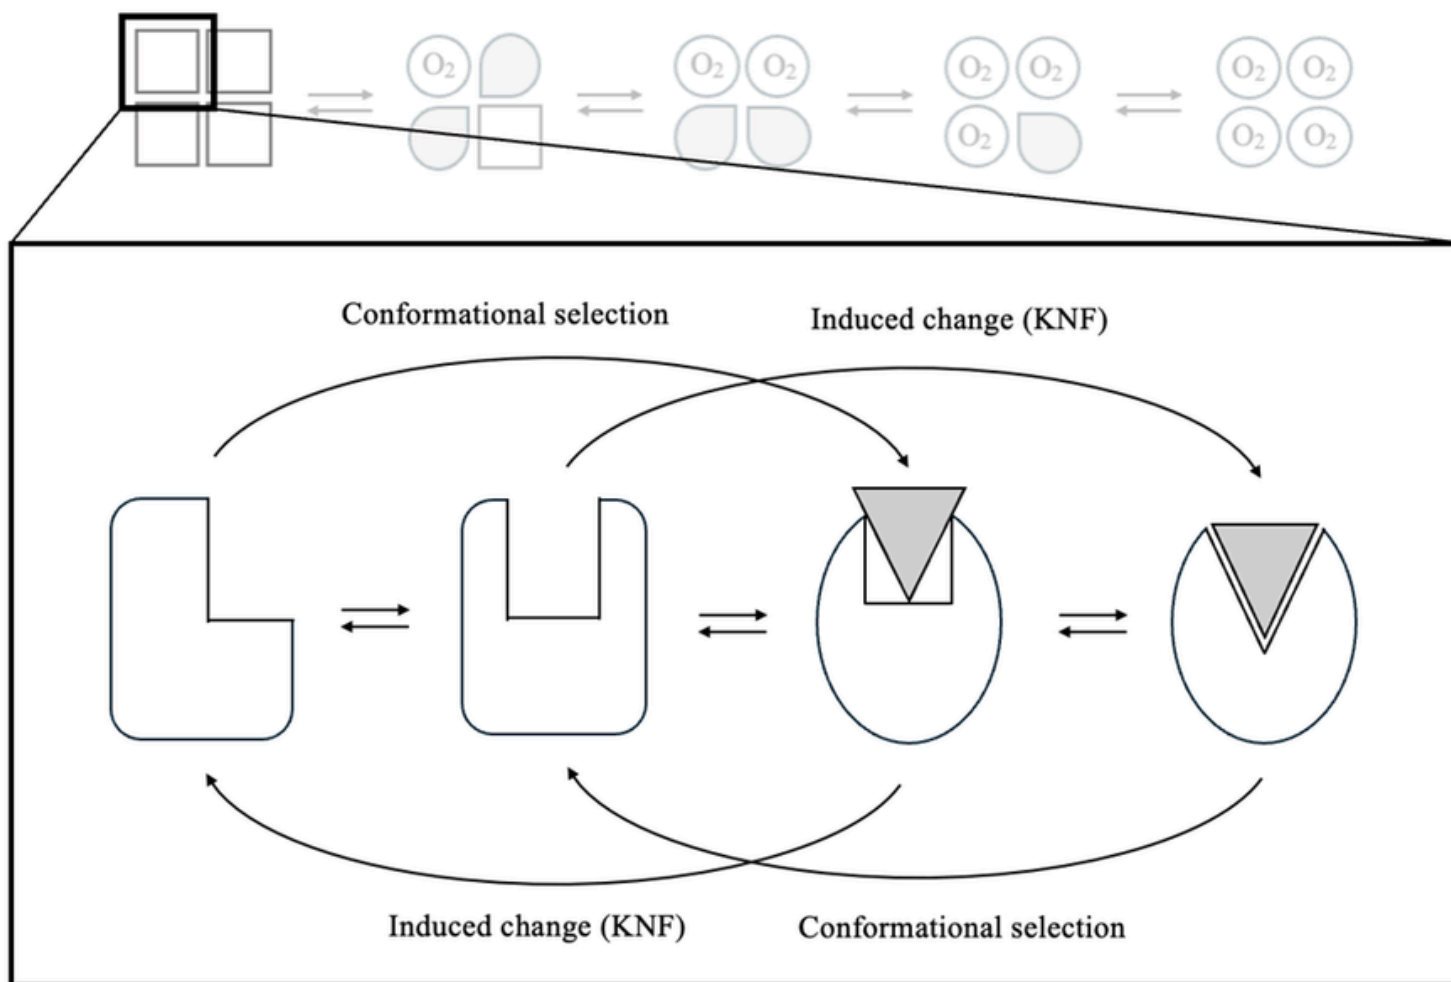 O₂
O₂ O₂
O₂ O₂
O₂
O₂ O₂
O₂ O₂
Conformational selection
Induced change (KNF)
Induced change (KNF)
Conformational selection